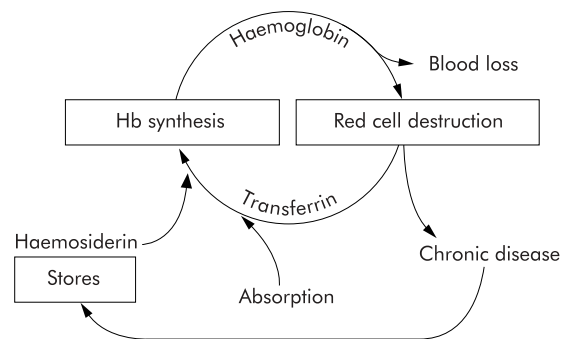 Haemoglobin
Blood loss
Hb synthesis
Red cell destruction
Transferrin
Haemosiderin
Chronic disease
Stores
Absorption